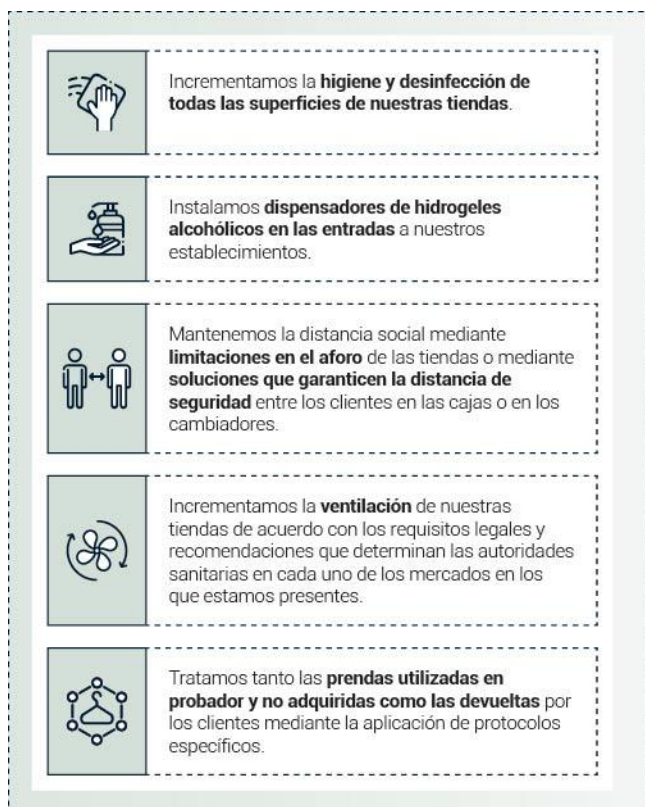 Incrementamos la higiene y desinfección de
todas las superficies de nuestras tiendas.
Instalamos dispensadores de hidrogeles
alcohólicos en las entradas a nuestros
establecimientos.
Mantenemos la distancia social mediante
limitaciones en el aforo de las tiendas o mediante
soluciones que garanticen la distancia de
seguridad entre los clientes en las cajas o en los
cambiadores.
Incrementamos la ventilación de nuestras
tiendas de acuerdo con los requisitos legales y
recomendaciones que determinan las autoridades
sanitarias en cada uno de los mercados en los
que estamos presentes.
Tratamos tanto las prendas utilizadas en
probador y no adquiridas como las devueltas por
los clientes mediante la aplicación de protocolos
específicos.